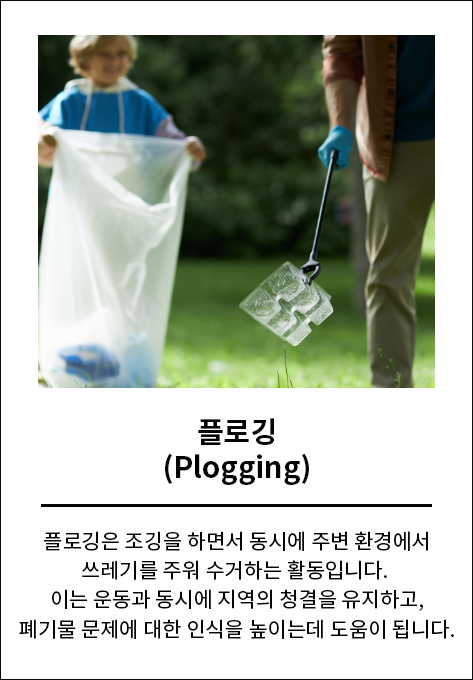 플로깅
(Plogging)
플로깅은 조깅을 하면서 동시에 주변 환경에서
쓰레기를 주워 수거하는 활동입니다.
이는 운동과 동시에 지역의 청결을 유지하고,
폐기물 문제에 대한 인식을 높이는데 도움이 됩니다.